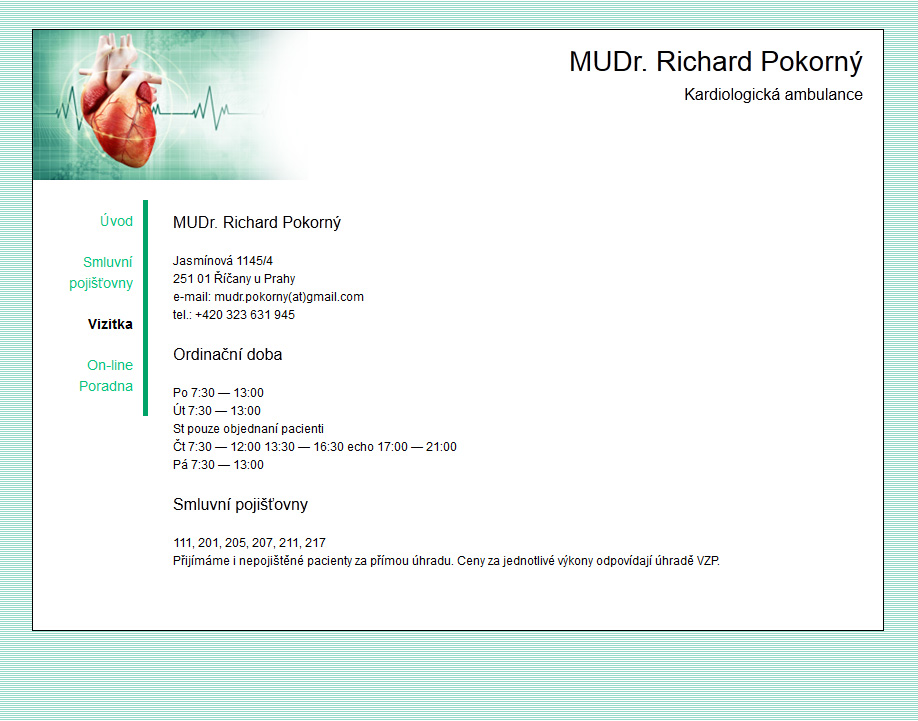 MUDr. Richard Pokorný
Kardiologická ambulance
Úvod
Smluvní
pojišťovny
Vizitka
On-line
Poradna
MUDr. Richard Pokorný
Jasmínová 1145/4
251 01 Říčany u Prahy
e-mail: mudr.pokorny(at)gmail.com
tel.: +420 323 631 945
Ordinační doba
Po 7:30 — 13:00
Út 7:30 — 13:00
St pouze objednaní pacienti
Čt 7:30 — 12:00 13:30 — 16:30 echo 17:00 — 21:00
Pá 7:30 — 13:00
Smluvní pojišťovny
111, 201, 205, 207, 211, 217
Přijímáme i nepojištěné pacienty za přímou úhradu. Ceny za jednotlivé výkony odpovídají úhradě VZP.